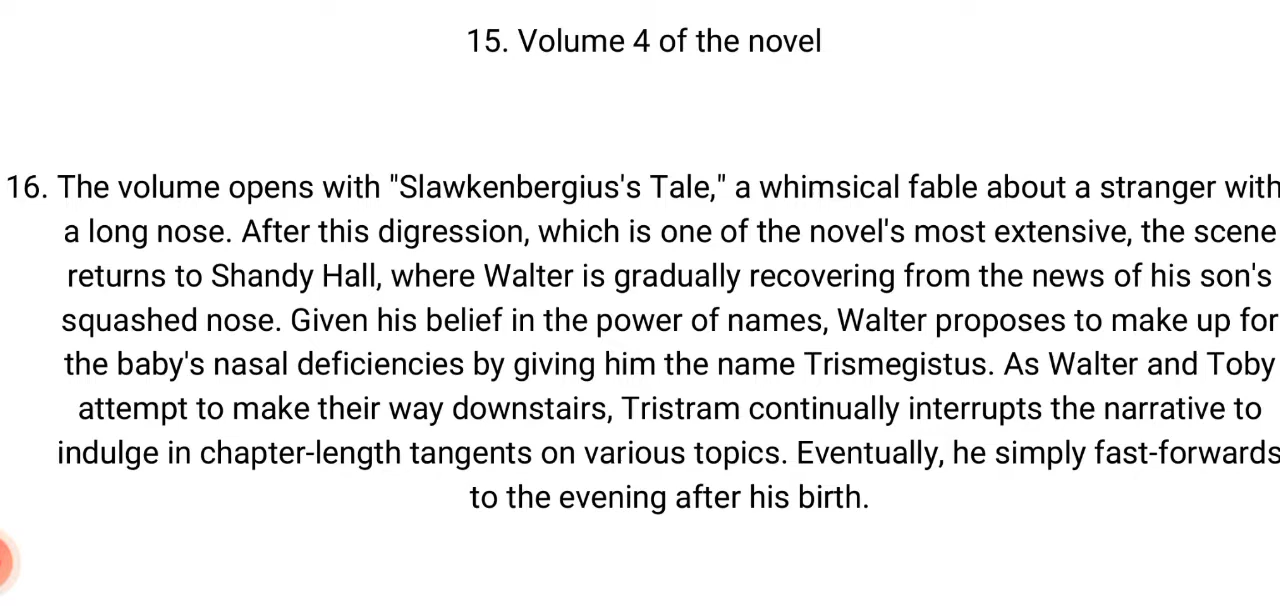 15. Volume 4 of the novel
16. The volume opens with "Slawkenbergius's Tale," a whimsical fable about a stranger with
a long nose. After this digression, which is one of the novel's most extensive, the scene
returns to Shandy Hall, where Walter is gradually recovering from the news of his son's
squashed nose. Given his belief in the power of names, Walter proposes to make up for
the baby's nasal deficiencies by giving him the name Trismegistus. As Walter and Toby
attempt to make their way downstairs, Tristram continually interrupts the narrative to
indulge in chapter-length tangents on various topics. Eventually, he simply fast-forwards
to the evening after his birth.